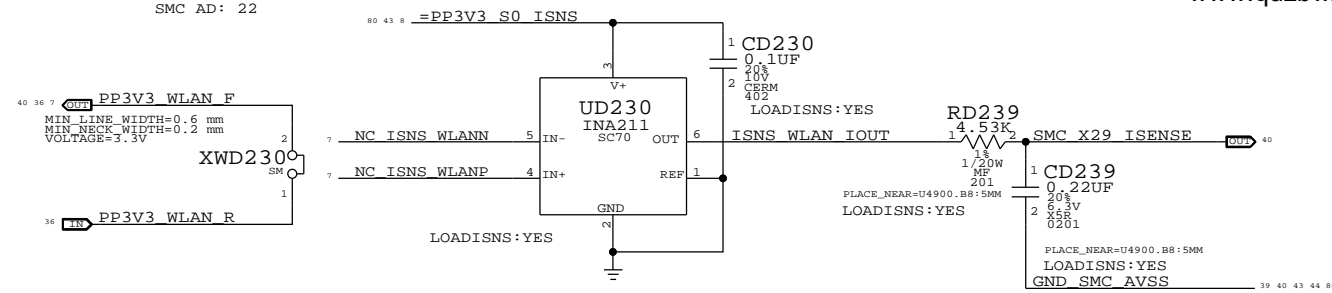 SMC AD: 22
80 43 8 =PP3V3_S0_ISNS
1 CD230
0.1UF
20%
10V
2 CERM
402
LOADISNS:YES
3
V+
UD230
INA211
SC70
40 36 7 OUT PP3V3_WLAN_F
MIN_LINE_WIDTH=0.6 mm
MIN_NECK_WIDTH=0.2 mm
VOLTAGE=3.3V
2
XWD230
SM
1
36 IN PP3V3_WLAN_R
7 NC_ISNS_WLANN 5 IN-
7 NC_ISNS_WLANP 4 IN+
OUT 6 ISNS_WLAN_IOUT
REF 1
GND
2
LOADISNS:YES
RD239
1 4.53K 2
1%
1/20W
MF
201
PLACE_NEAR=U4900.B8:5MM
LOADISNS:YES
SMC_X29_ISENSE OUT 40
1 CD239
0.22UF
20%
6.3V
2 X5R
0201
PLACE_NEAR=U4900.B8:5MM
LOADISNS:YES
GND_SMC_AVSS 39 40 43 44